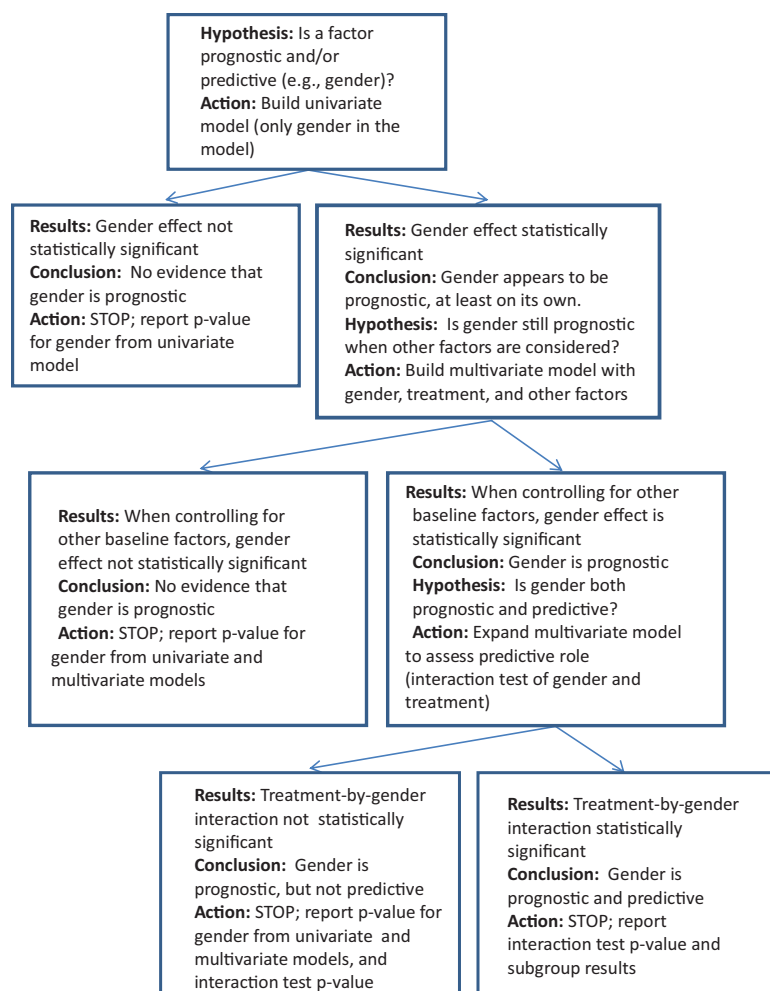 Hypothesis: Is a factor
prognostic and/or
predictive (e.g., gender)?
Action: Build univariate
model (only gender in the
model)
Results: Gender effect not
statistically significant
Conclusion: No evidence that
gender is prognostic
Action: STOP; report p-value
for gender from univariate
model
Results: Gender effect statistically
significant
Conclusion: Gender appears to be
prognostic, at least on its own.
Hypothesis: Is gender still prognostic
when other factors are considered?
Action: Build multivariate model with
gender, treatment, and other factors
Results: When controlling for
other baseline factors, gender
effect not statistically significant
Conclusion: No evidence that
gender is prognostic
Action: STOP; report p-value for
gender from univariate and
multivariate models
Results: When controlling for other
baseline factors, gender effect is
statistically significant
Conclusion: Gender is prognostic
Hypothesis: Is gender both
prognostic and predictive?
Action: Expand multivariate model
to assess predictive role
(interaction test of gender and
treatment)
Results: Treatment-by-gender
interaction not statistically
significant
Conclusion: Gender is
prognostic, but not predictive
Action: STOP; report p-value for
gender from univariate and
multivariate models, and
interaction test p-value
Results: Treatment-by-gender
interaction statistically
significant
Conclusion: Gender is
prognostic and predictive
Action: STOP; report
interaction test p-value and
subgroup results